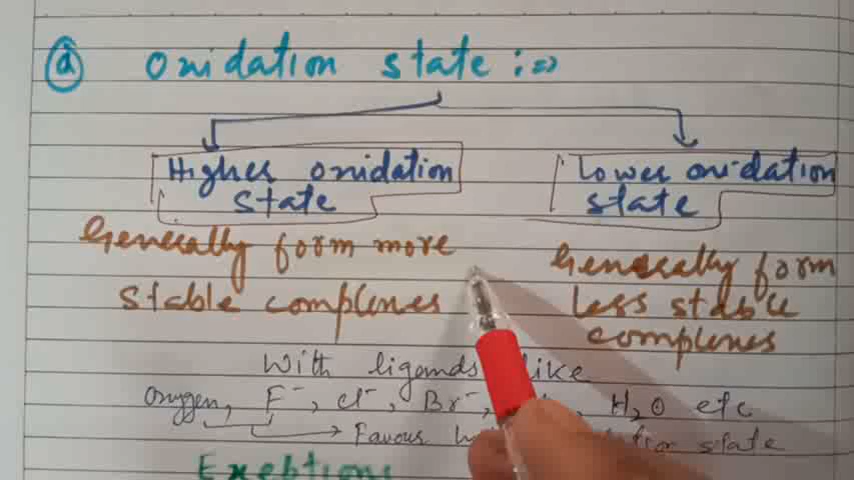 a Oxidation state :⇒
Higher oxidation
state
Lower oxidation
state
Generally form more
stable complexes
Generally form
less stable
complexes
With ligands like
Oxygen, F⁻, Cl⁻, Br⁻, H₂O etc
→ Favous state
Exeptions